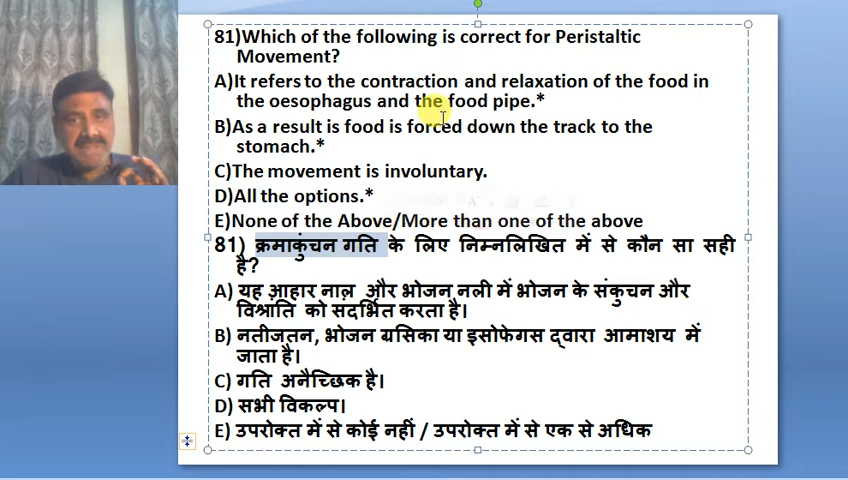 81)Which of the following is correct for Peristaltic
Movement?
A)It refers to the contraction and relaxation of the food in
the oesophagus and the food pipe.*
B)As a result is food is forced down the track to the
stomach.*
C)The movement is involuntary.
D)All the options.*
E)None of the Above/More than one of the above
81) क्रमाकुंचन गति के लिए निम्नलिखित में से कौन सा सही
है?
A) यह आहार नाल और भोजन नली में भोजन के संकुचन और
विश्राति को संदर्भित करता है।
B) नतीजतन, भोजन ग्रसिका या इसोफेगस द्वारा आमाशय में
जाता है।
C) गति अनैच्छिक है।
D) सभी विकल्प।
E) उपरोक्त में से कोई नहीं / उपरोक्त में से एक से अधिक